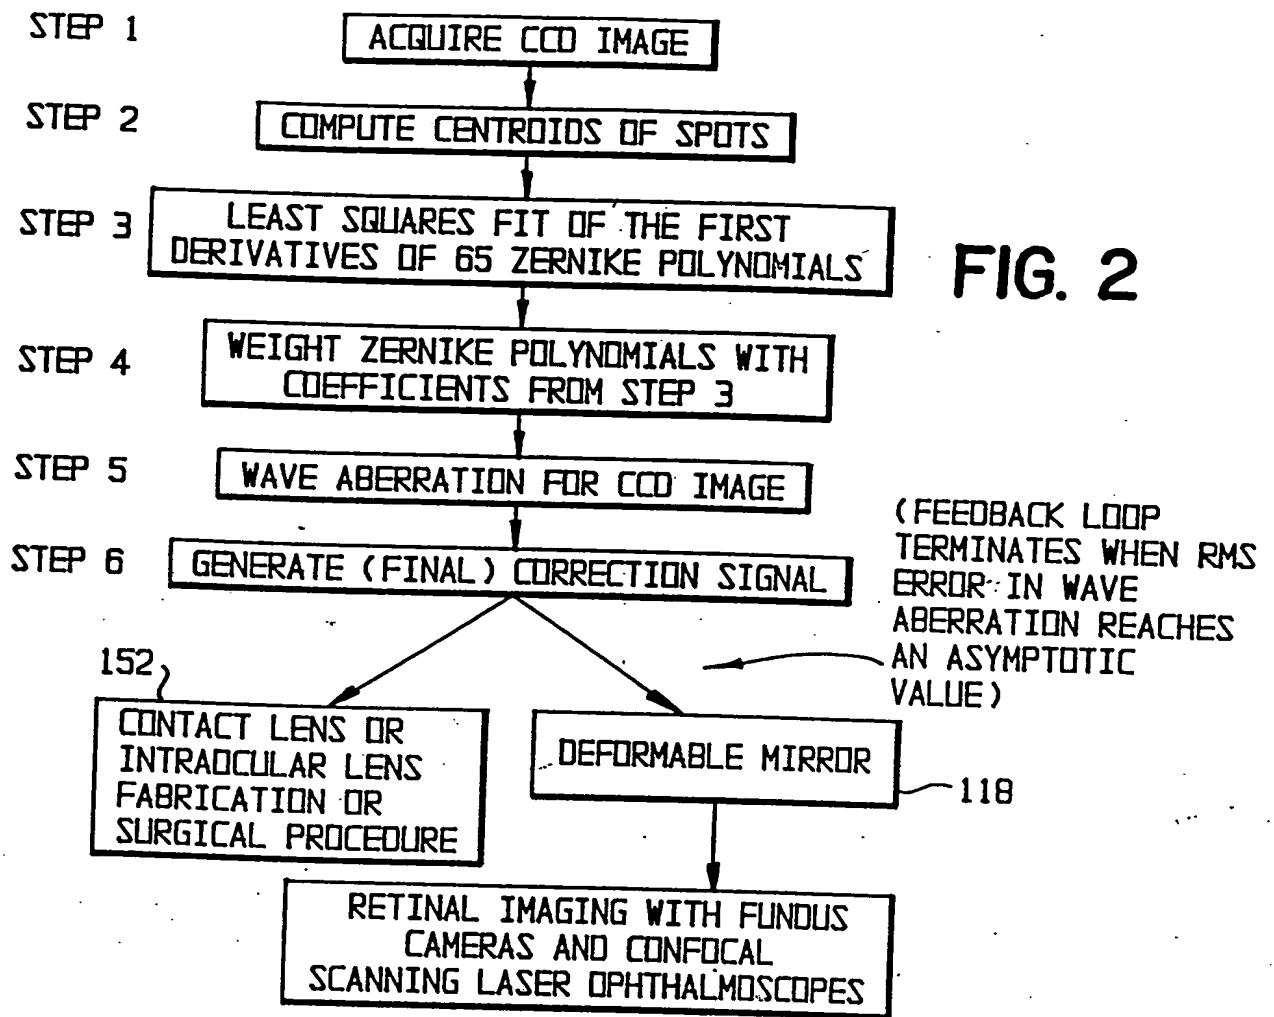 STEP 1
ACQUIRE CCD IMAGE
STEP 2
COMPUTE CENTROIDS OF SPOTS
STEP 3
LEAST SQUARES FIT OF THE FIRST
DERIVATIVES OF 65 ZERNIKE POLYNOMIALS
FIG. 2
STEP 4
WEIGHT ZERNIKE POLYNOMIALS WITH
COEFFICIENTS FROM STEP 3
STEP 5
WAVE ABERRATION FOR CCD IMAGE
STEP 6
GENERATE (FINAL) CORRECTION SIGNAL
(FEEDBACK LOOP
TERMINATES WHEN RMS
ERROR IN WAVE
ABERRATION REACHES
AN ASYMPTOTIC
VALUE)
152
CONTACT LENS OR
INTRAOCULAR LENS
FABRICATION OR
SURGICAL PROCEDURE
DEFORMABLE MIRROR
118
RETINAL IMAGING WITH FUNDUS
CAMERAS AND CONFOCAL
SCANNING LASER OPHTHALMOSCOPES